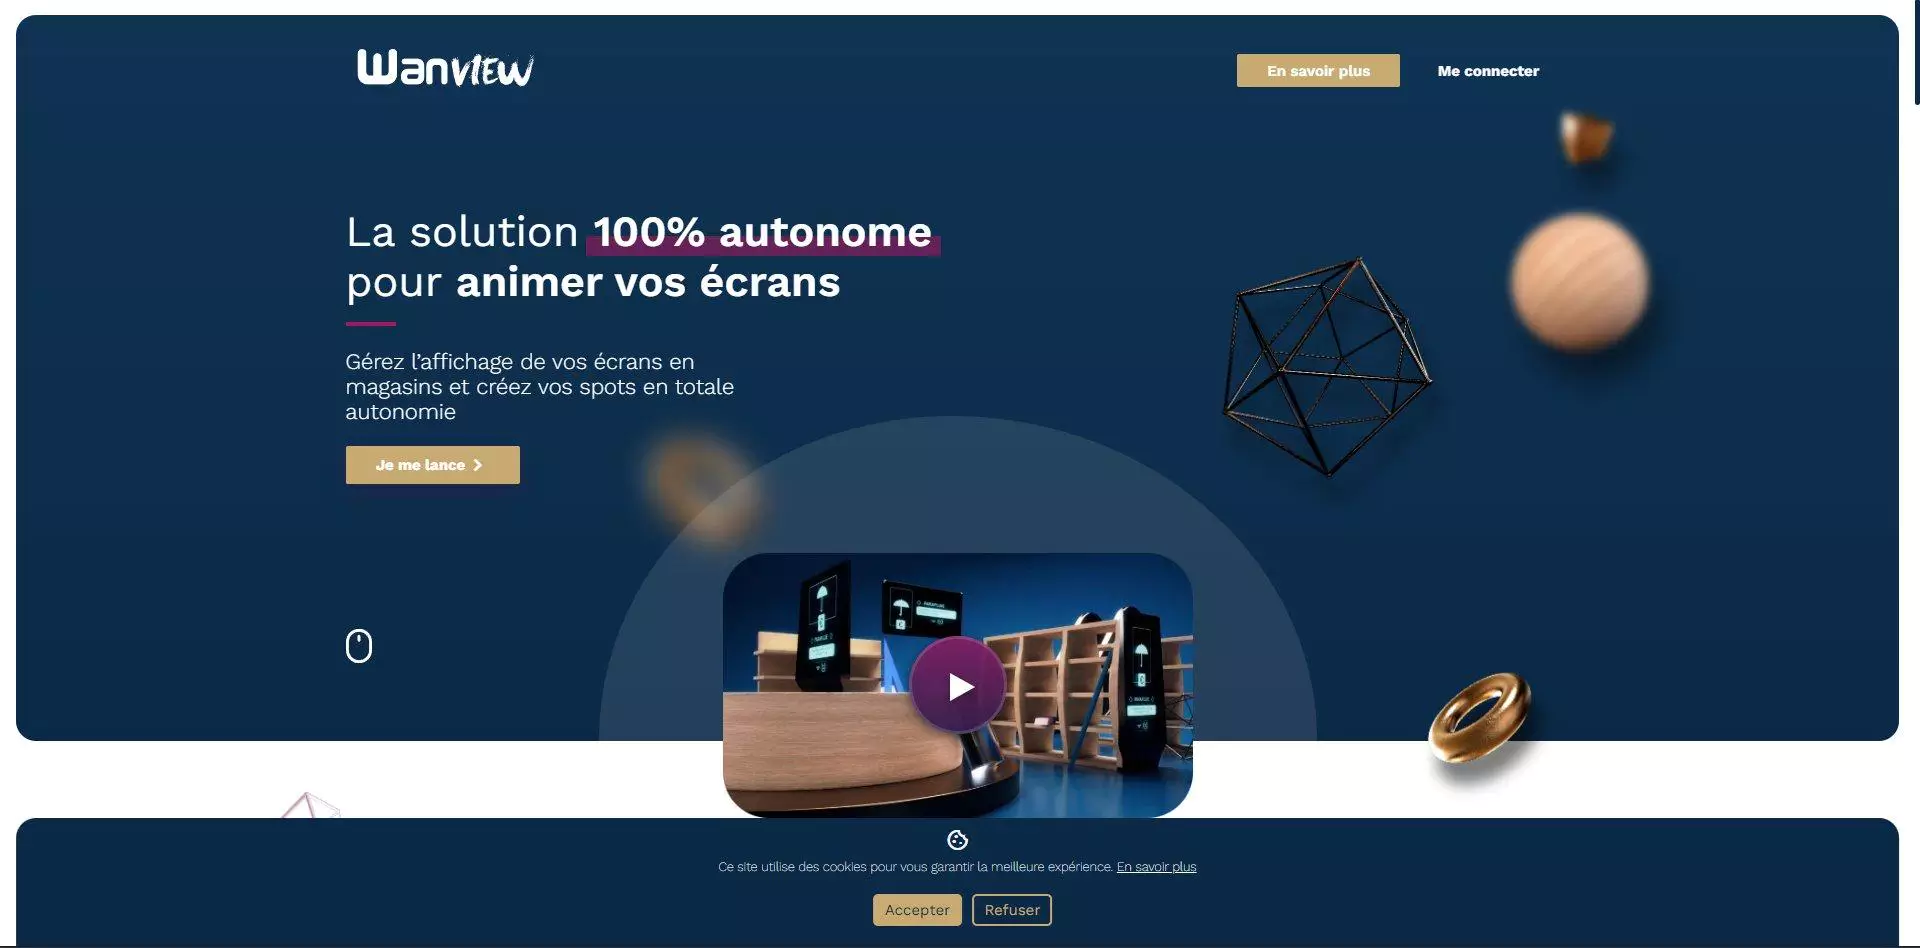 Wanview
En savoir plus
Me connecter
La solution 100% autonome
pour animer vos écrans
Gérez l’affichage de vos écrans en
magasins et créez vos spots en totale
autonomie
Je me lance
Ce site utilise des cookies pour vous garantir la meilleure expérience. En savoir plus
Accepter
Refuser